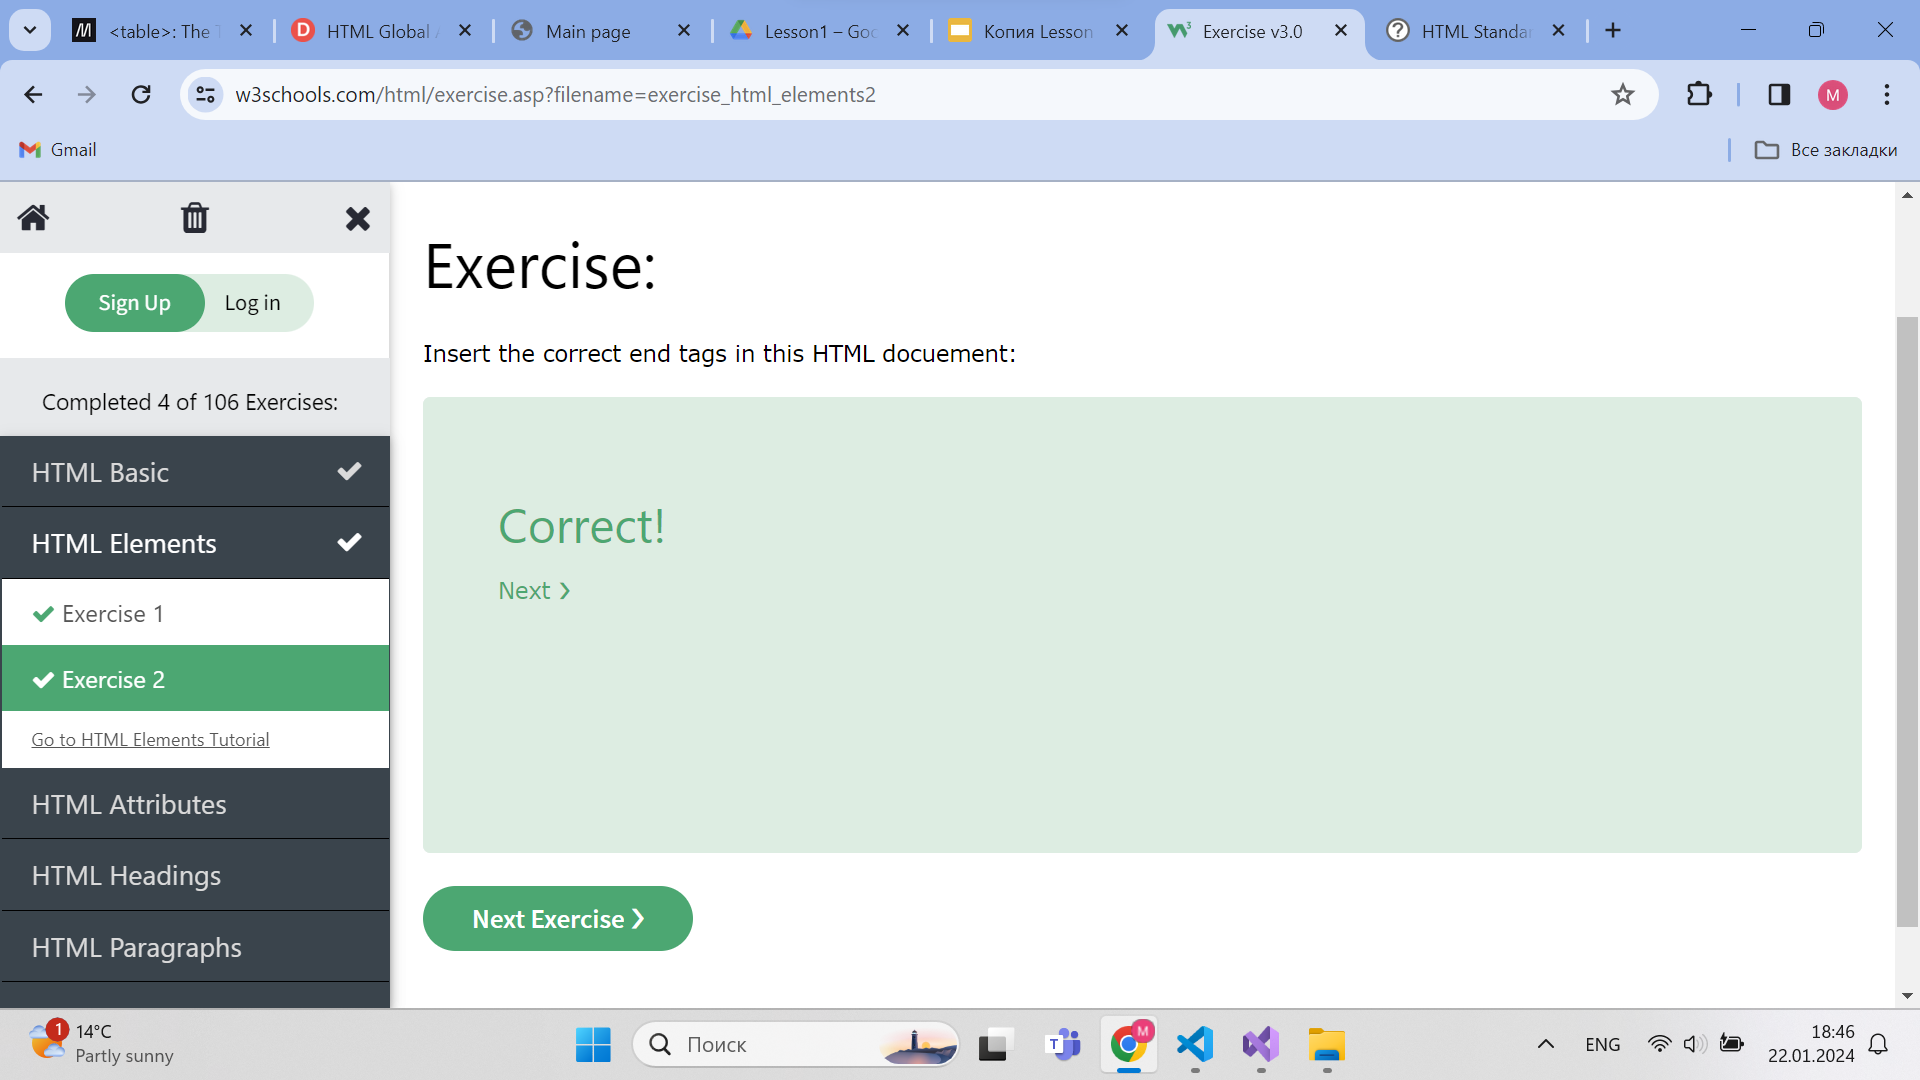 <table>: The T
HTML Global A
Main page
Lesson1 – Goo
Копия Lesson
Exercise v3.0
HTML Standar
w3schools.com/html/exercise.asp?filename=exercise_html_elements2
M
Gmail
Все закладки
Sign Up
Log in
Completed 4 of 106 Exercises:
HTML Basic
HTML Elements
Exercise 1
Exercise 2
Go to HTML Elements Tutorial
HTML Attributes
HTML Headings
HTML Paragraphs
Exercise:
Insert the correct end tags in this HTML docuement:
Correct!
Next ❯
Next Exercise ❯
1
14°C
Partly sunny
Поиск
ENG
18:46
22.01.2024